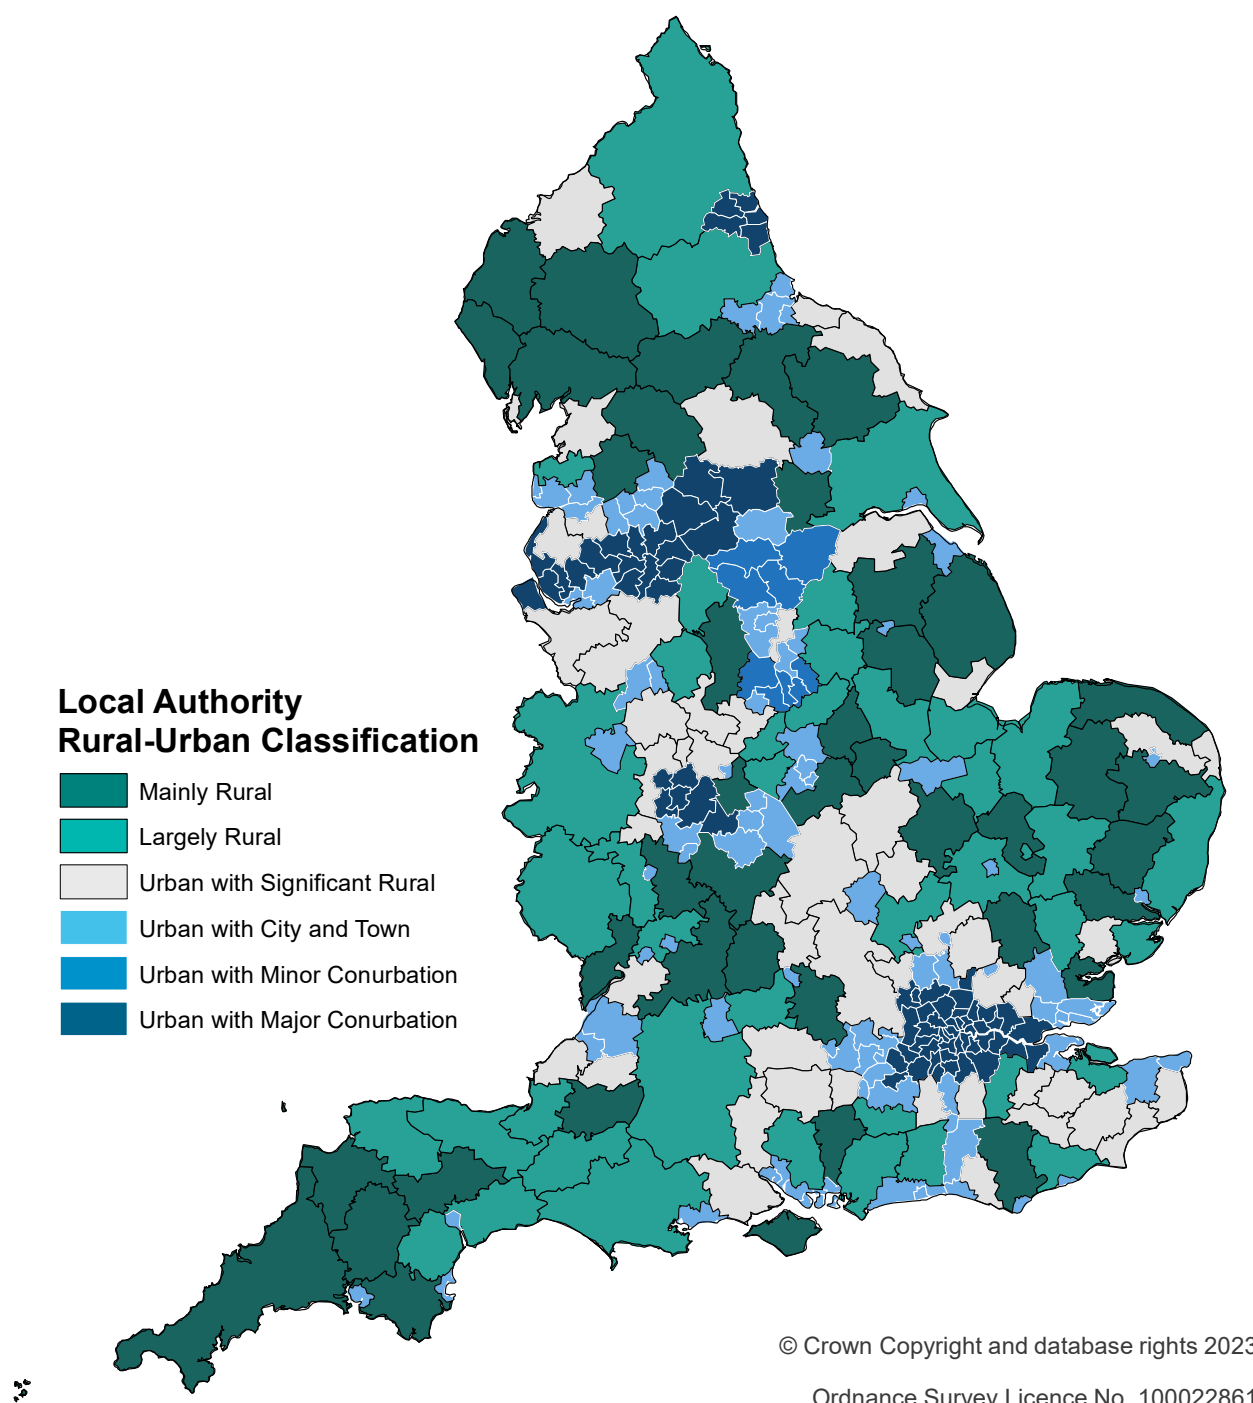 Local Authority
Rural-Urban Classification
Mainly Rural
Largely Rural
Urban with Significant Rural
Urban with City and Town
Urban with Minor Conurbation
Urban with Major Conurbation
© Crown Copyright and database rights 2023
Ordnance Survey Licence No. 100022861